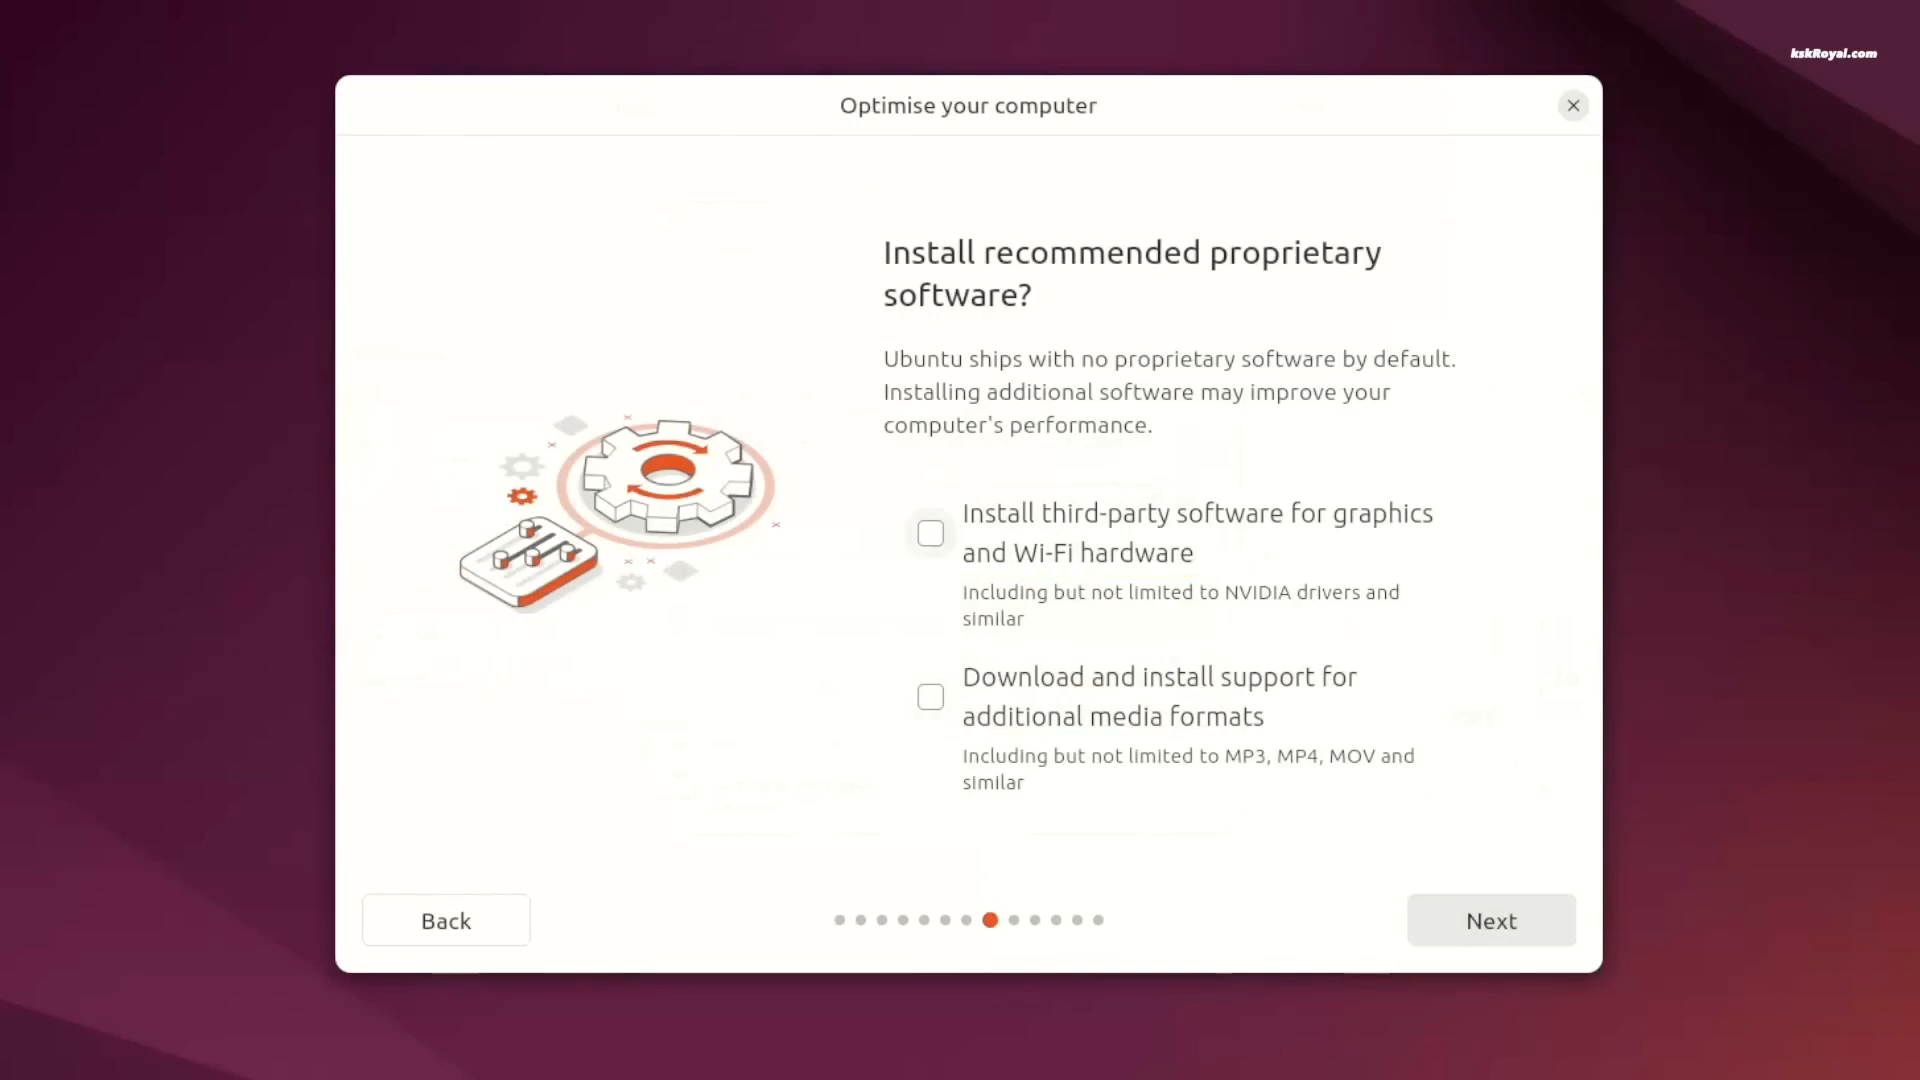 kskRoyal.com
Optimise your computer
Install recommended proprietary
software?
Ubuntu ships with no proprietary software by default.
Installing additional software may improve your
computer's performance.
Install third-party software for graphics
and Wi-Fi hardware
Including but not limited to NVIDIA drivers and
similar
Download and install support for
additional media formats
Including but not limited to MP3, MP4, MOV and
similar
Back
Next